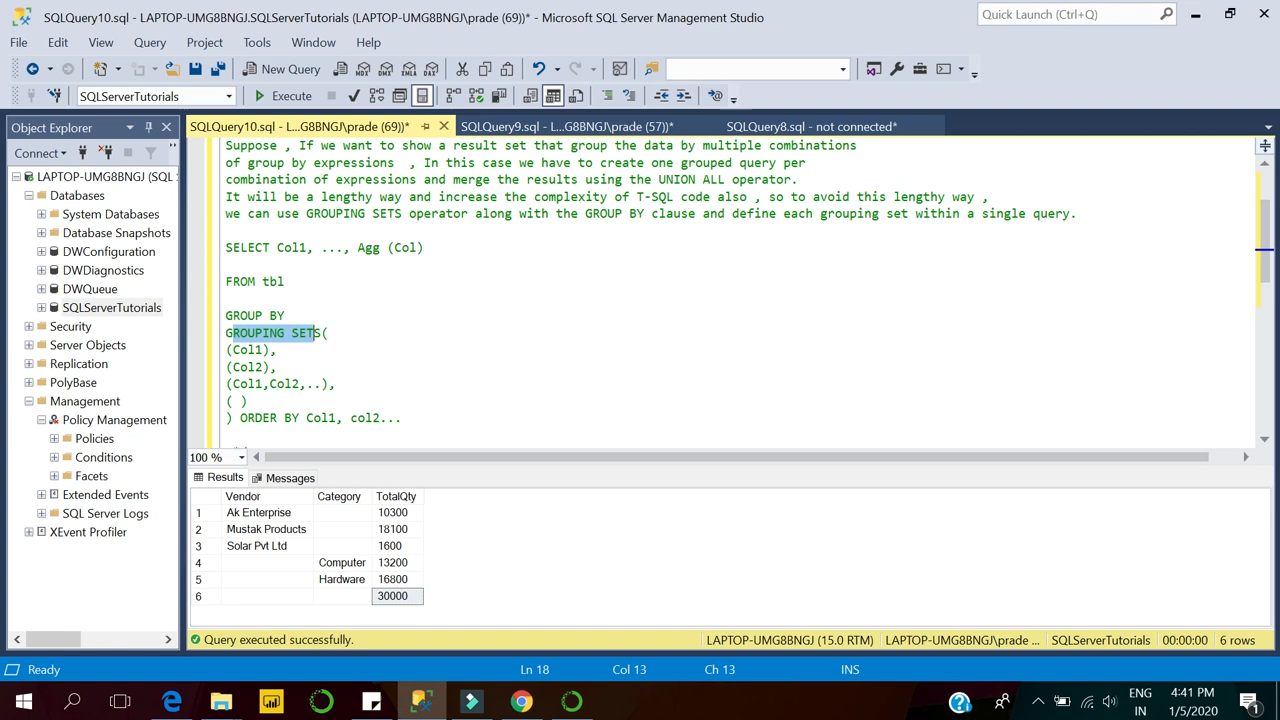 SQLQuery10.sql - LAPTOP-UMG8BNGJ.SQLServerTutorials (LAPTOP-UMG8BNGJ\prade (69))* - Microsoft SQL Server Management Studio
Quick Launch (Ctrl+Q)
File Edit View Query Project Tools Window Help
New Query MDX DMX XMLA DAX
SQLServerTutorials Execute
Object Explorer
SQLQuery10.sql - L...G8BNGJ\prade (69))* SQLQuery9.sql - L...G8BNGJ\prade (57))* SQLQuery8.sql - not connected*
Connect
LAPTOP-UMG8BNGJ (SQL S
Databases
System Databases
Database Snapshots
DWConfiguration
DWDiagnostics
DWQueue
SQLServerTutorials
Security
Server Objects
Replication
PolyBase
Management
Policy Management
Policies
Conditions
Facets
Extended Events
SQL Server Logs
XEvent Profiler
Suppose , If we want to show a result set that group the data by multiple combinations
of group by expressions  , In this case we have to create one grouped query per
combination of expressions and merge the results using the UNION ALL operator.
It will be a lengthy way and increase the complexity of T-SQL code also , so to avoid this lengthy way ,
we can use GROUPING SETS operator along with the GROUP BY clause and define each grouping set within a single query.
SELECT Col1, ..., Agg (Col)
FROM tbl
GROUP BY
GROUPING SETS(
(Col1),
(Col2),
(Col1,Col2,..),
( )
) ORDER BY Col1, col2...
100 %
Results Messages
Vendor Category TotalQty
1 Ak Enterprise 10300
2 Mustak Products 18100
3 Solar Pvt Ltd 1600
4 Computer 13200
5 Hardware 16800
6 30000
Query executed successfully. LAPTOP-UMG8BNGJ (15.0 RTM) LAPTOP-UMG8BNGJ\prade ... SQLServerTutorials 00:00:00 6 rows
Ready Ln 18 Col 13 Ch 13 INS
ENG
IN
4:41 PM
1/5/2020
1